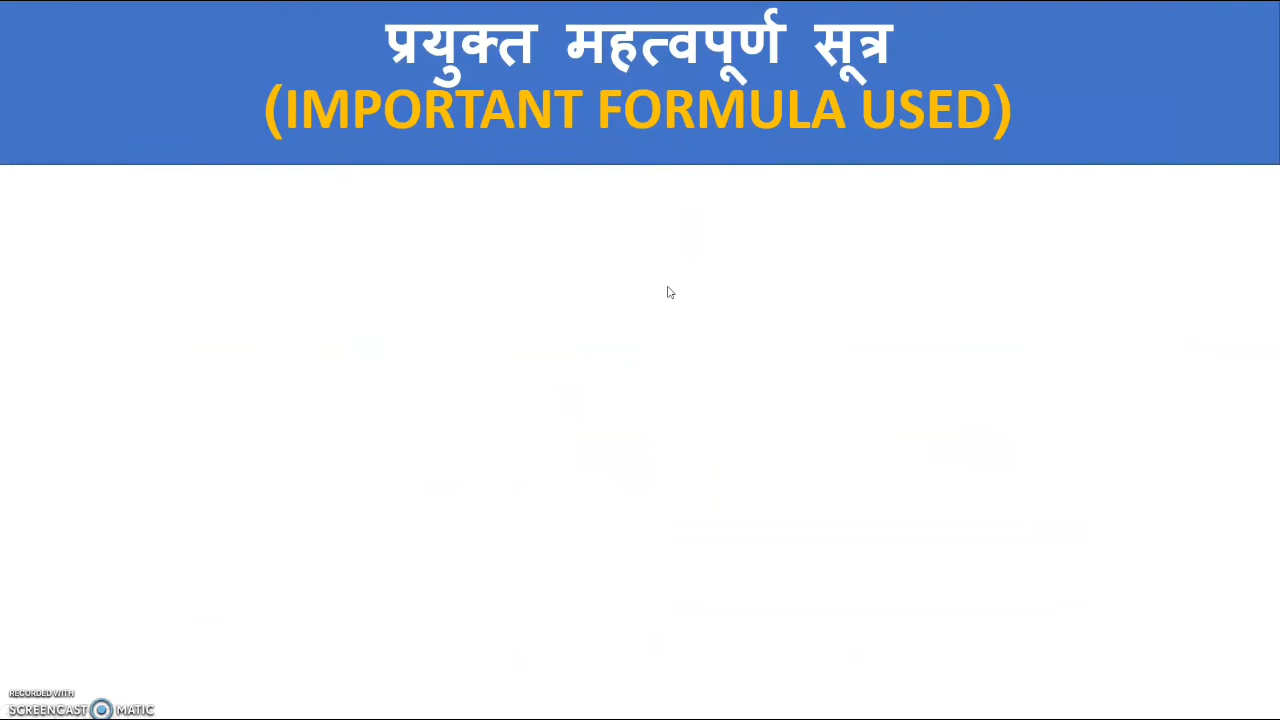 प्रयुक्त महत्वपूर्ण सूत्र
(IMPORTANT FORMULA USED)
RECORDED WITH
SCREENCAST MATIC